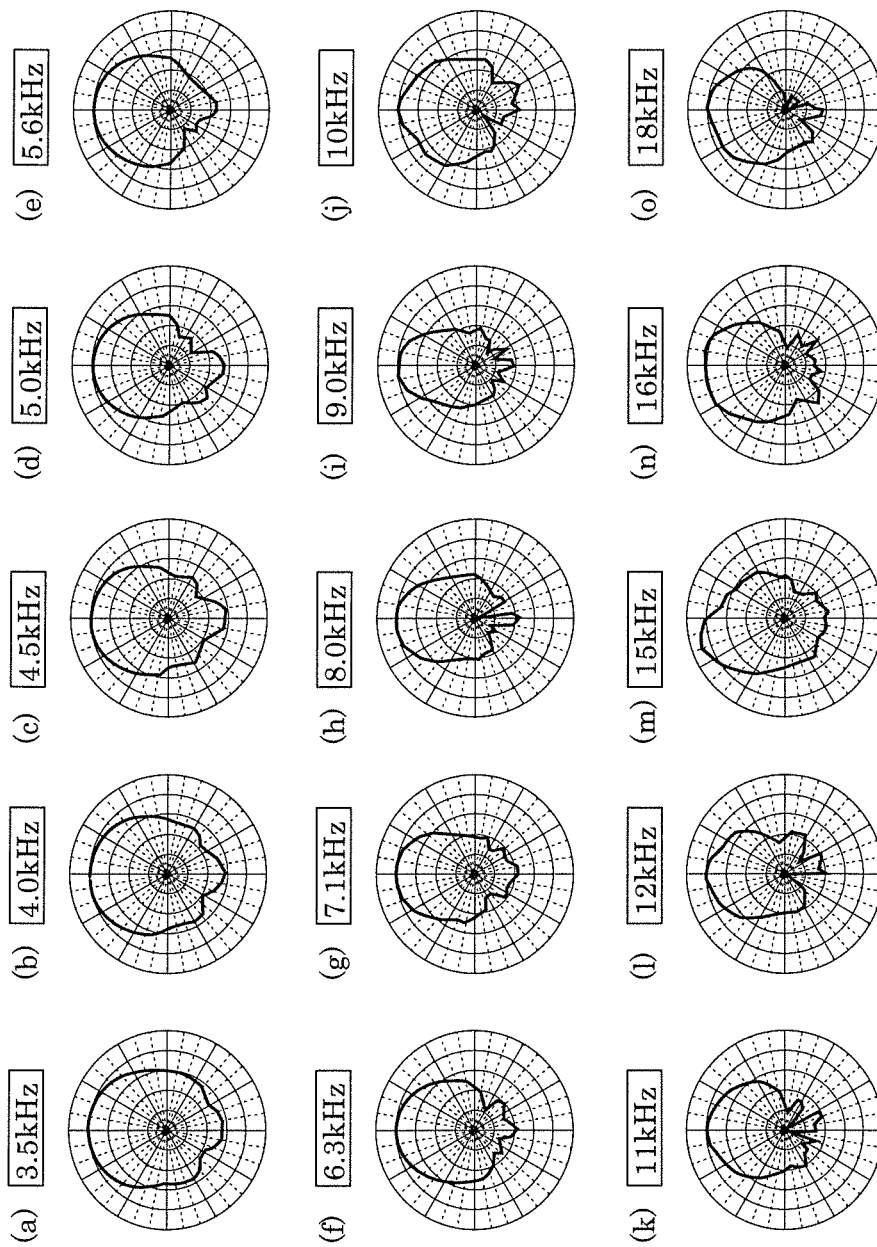 (a) 3.5kHz
(b) 4.0kHz
(c) 4.5kHz
(d) 5.0kHz
(e) 5.6kHz
(f) 6.3kHz
(g) 7.1kHz
(h) 8.0kHz
(i) 9.0kHz
(j) 10kHz
(k) 11kHz
(l) 12kHz
(m) 15kHz
(n) 16kHz
(o) 18kHz